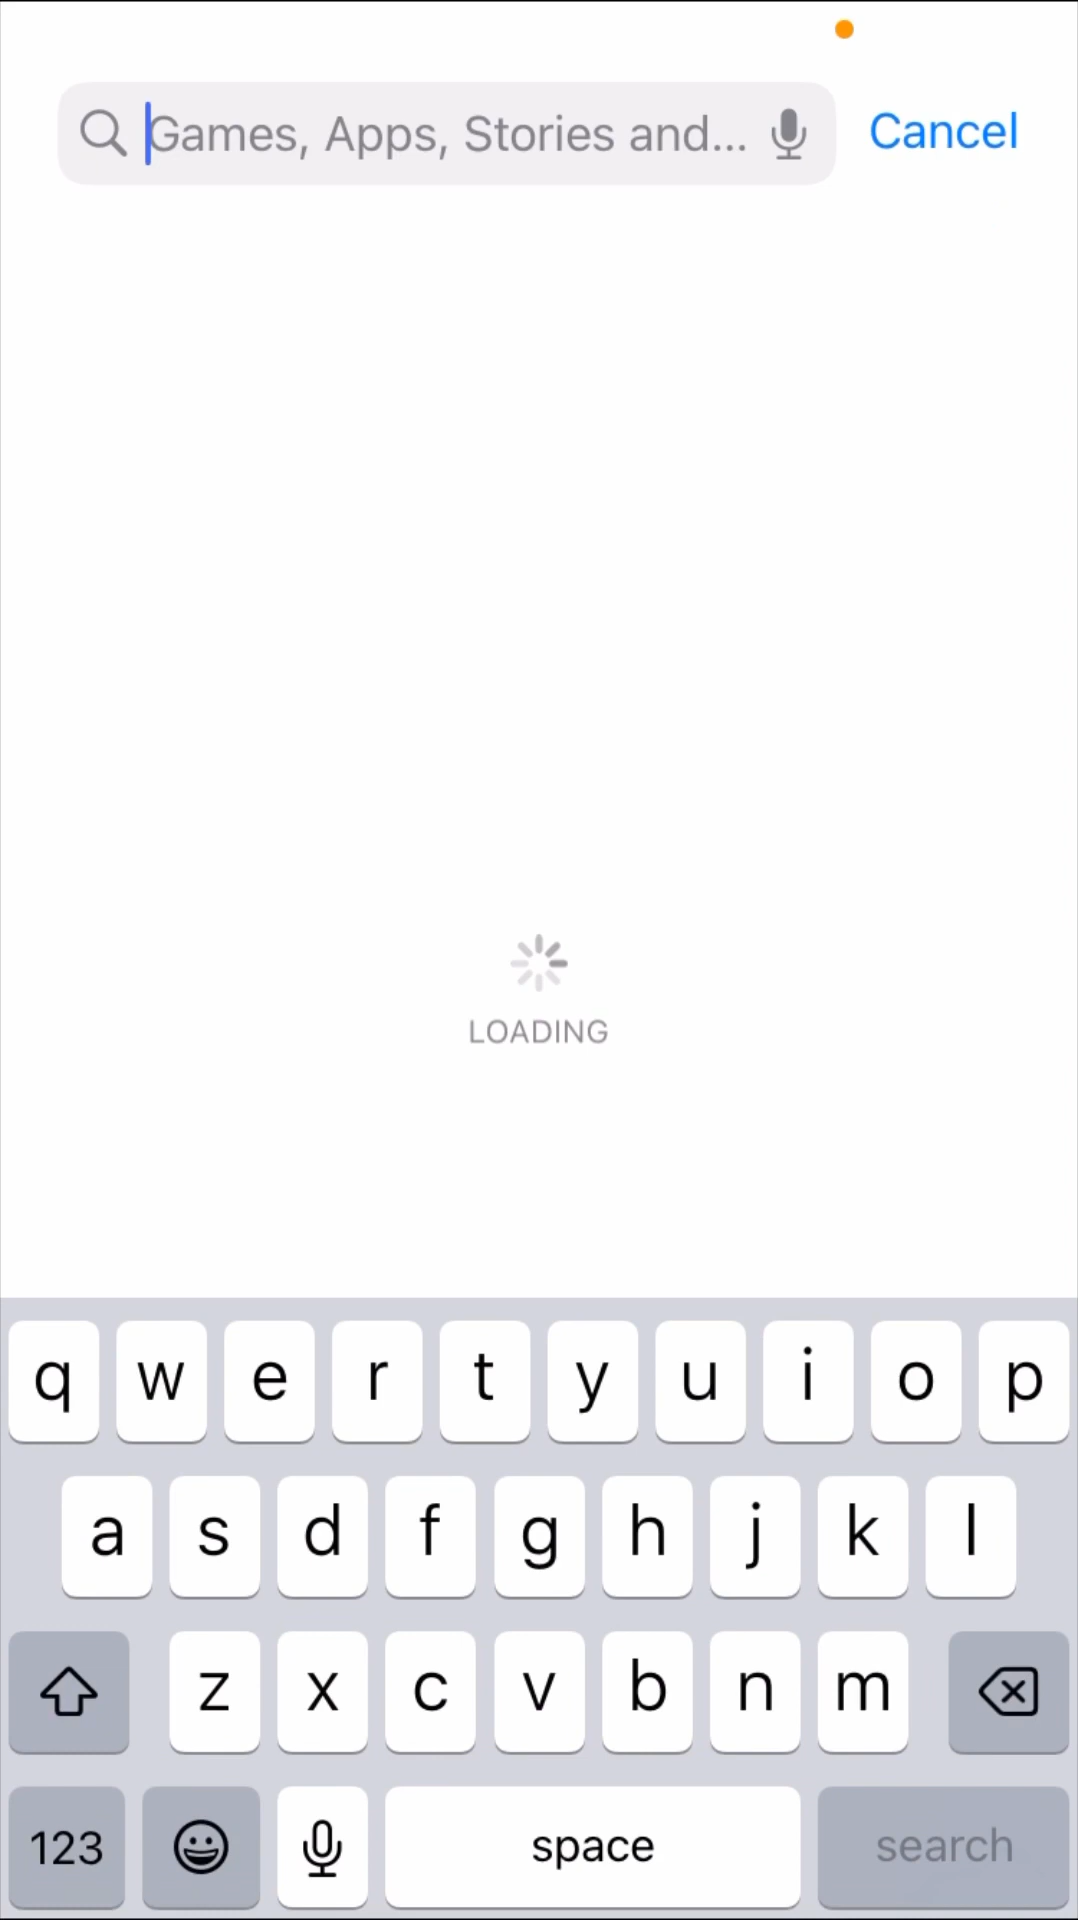 Games, Apps, Stories and...
Cancel
LOADING
q w e r t y u i o p
a s d f g h j k l
z x c v b n m
123 space search